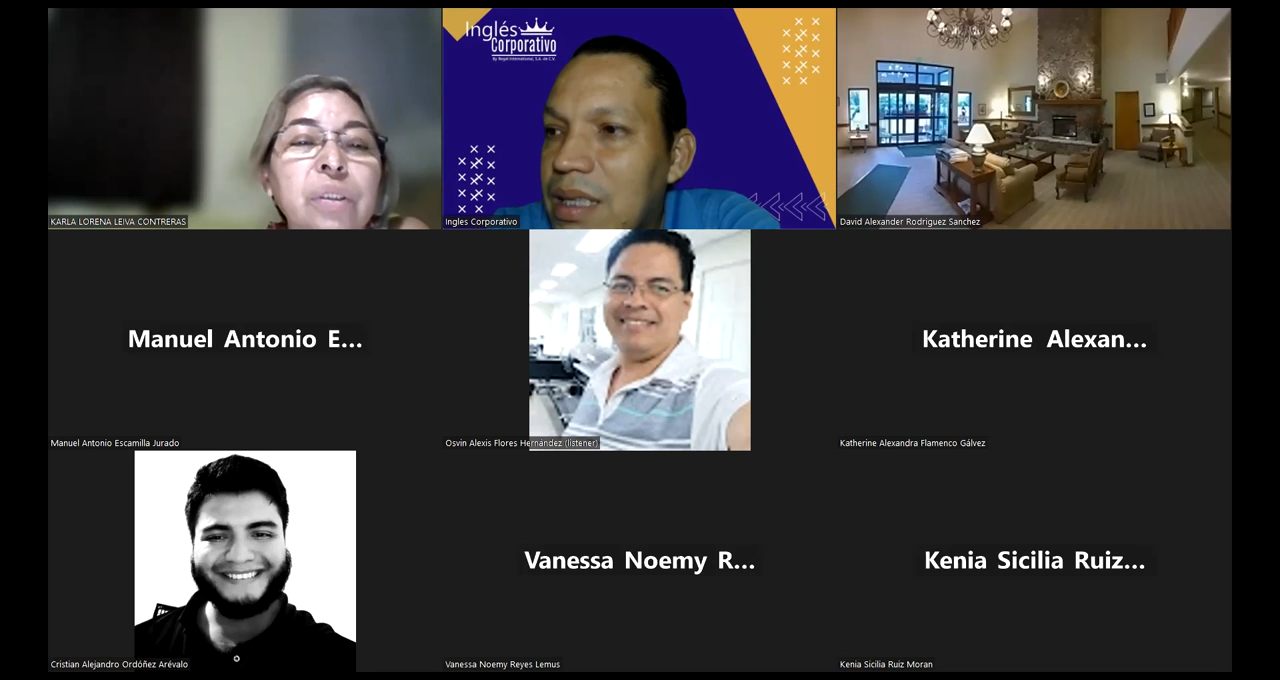 Inglés
Corporativo
By Regal International, S.A. de C.V.
KARLA LORENA LEIVA CONTRERAS
Ingles Corporativo
David Alexander Rodriguez Sanchez
Manuel Antonio E...
Katherine Alexan...
Manuel Antonio Escamilla Jurado
Osvin Alexis Flores Hernández (listener)
Katherine Alexandra Flamenco Gálvez
Vanessa Noemy R...
Kenia Sicilia Ruiz...
Cristian Alejandro Ordóñez Arévalo
Vanessa Noemy Reyes Lemus
Kenia Sicilia Ruiz Moran